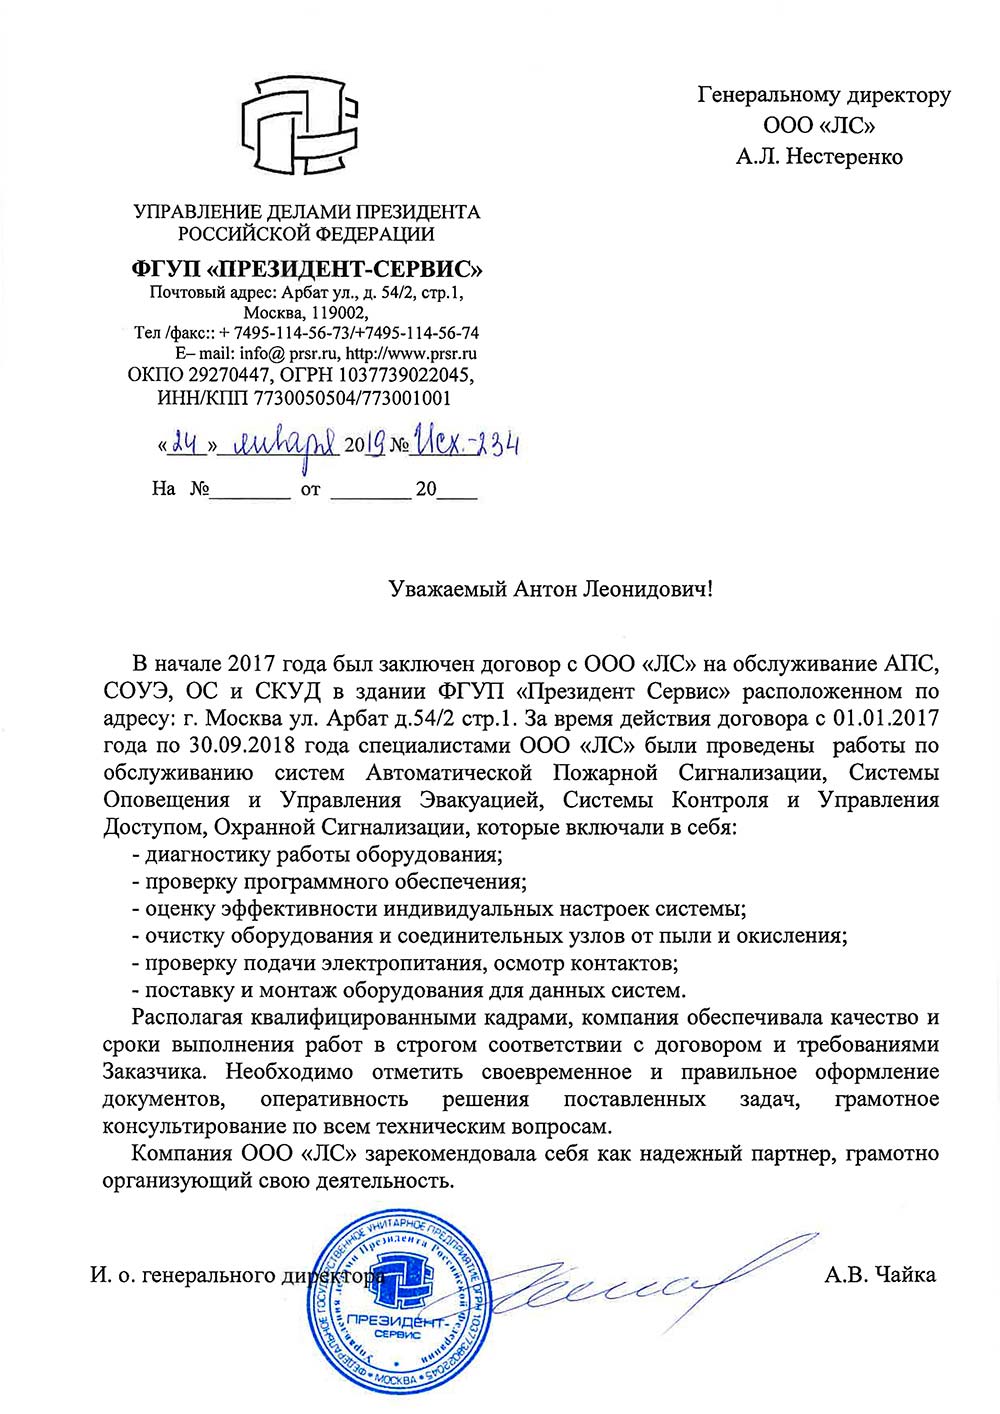 Генеральному директору
ООО «ЛС»
А.Л. Нестеренко
УПРАВЛЕНИЕ ДЕЛАМИ ПРЕЗИДЕНТА
РОССИЙСКОЙ ФЕДЕРАЦИИ
ФГУП «ПРЕЗИДЕНТ-СЕРВИС»
Почтовый адрес: Арбат ул., д. 54/2, стр.1,
Москва, 119002,
Тел /факс:: + 7495-114-56-73/+7495-114-56-74
E– mail: info@ prsr.ru, http://www.prsr.ru
ОКПО 29270447, ОГРН 1037739022045,
ИНН/КПП 7730050504/773001001
«24» января 2019 № Исх.-234
На № ________ от ________ 20____
Уважаемый Антон Леонидович!
В начале 2017 года был заключен договор с ООО «ЛС» на обслуживание АПС,
СОУЭ, ОС и СКУД в здании ФГУП «Президент Сервис» расположенном по
адресу: г. Москва ул. Арбат д.54/2 стр.1. За время действия договора с 01.01.2017
года по 30.09.2018 года специалистами ООО «ЛС» были проведены работы по
обслуживанию систем Автоматической Пожарной Сигнализации, Системы
Оповещения и Управления Эвакуацией, Системы Контроля и Управления
Доступом, Охранной Сигнализации, которые включали в себя:
- диагностику работы оборудования;
- проверку программного обеспечения;
- оценку эффективности индивидуальных настроек системы;
- очистку оборудования и соединительных узлов от пыли и окисления;
- проверку подачи электропитания, осмотр контактов;
- поставку и монтаж оборудования для данных систем.
Располагая квалифицированными кадрами, компания обеспечивала качество и
сроки выполнения работ в строгом соответствии с договором и требованиями
Заказчика. Необходимо отметить своевременное и правильное оформление
документов, оперативность решения поставленных задач, грамотное
консультирование по всем техническим вопросам.
Компания ООО «ЛС» зарекомендовала себя как надежный партнер, грамотно
организующий свою деятельность.
И. о. генерального директора
А.В. Чайка
ФЕДЕРАЛЬНОЕ ГОСУДАРСТВЕННОЕ УНИТАРНОЕ ПРЕДПРИЯТИЕ ОГРН 1037739022045 • МОСКВА •
Управления делами Президента Российской Федерации
ПРЕЗИДЕНТ-
СЕРВИС